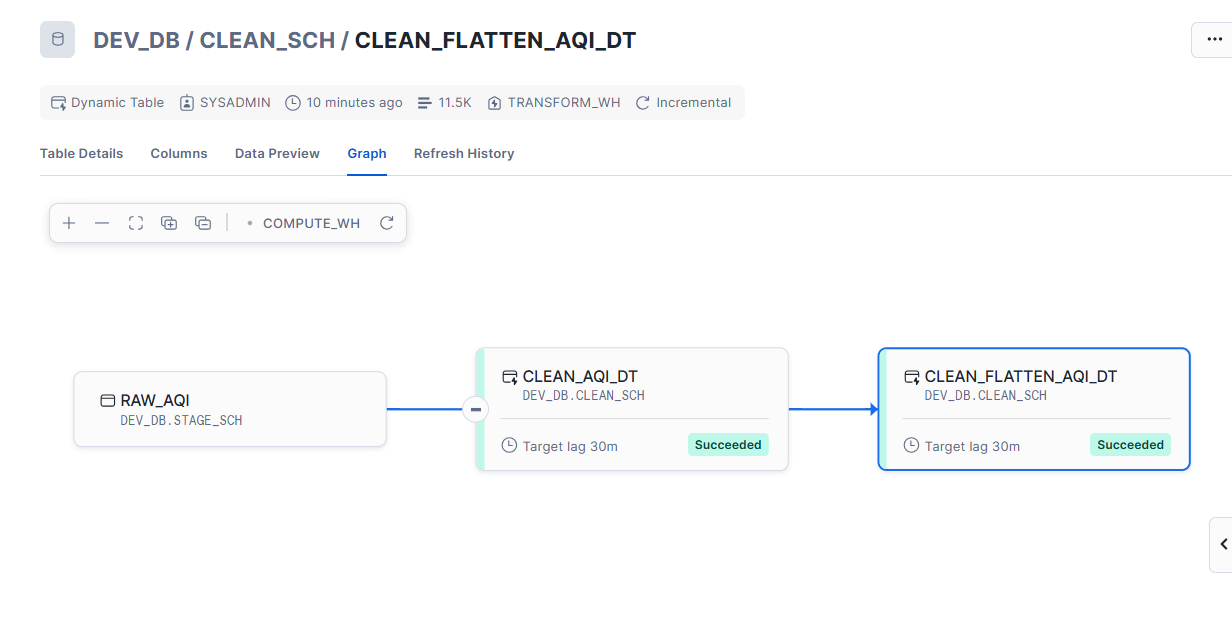 DEV_DB / CLEAN_SCH / CLEAN_FLATTEN_AQI_DT
Dynamic Table SYSADMIN 10 minutes ago 11.5K TRANSFORM_WH Incremental
Table Details Columns Data Preview Graph Refresh History
COMPUTE_WH
RAW_AQI
DEV_DB.STAGE_SCH
CLEAN_AQI_DT
DEV_DB.CLEAN_SCH
Target lag 30m Succeeded
CLEAN_FLATTEN_AQI_DT
DEV_DB.CLEAN_SCH
Target lag 30m Succeeded